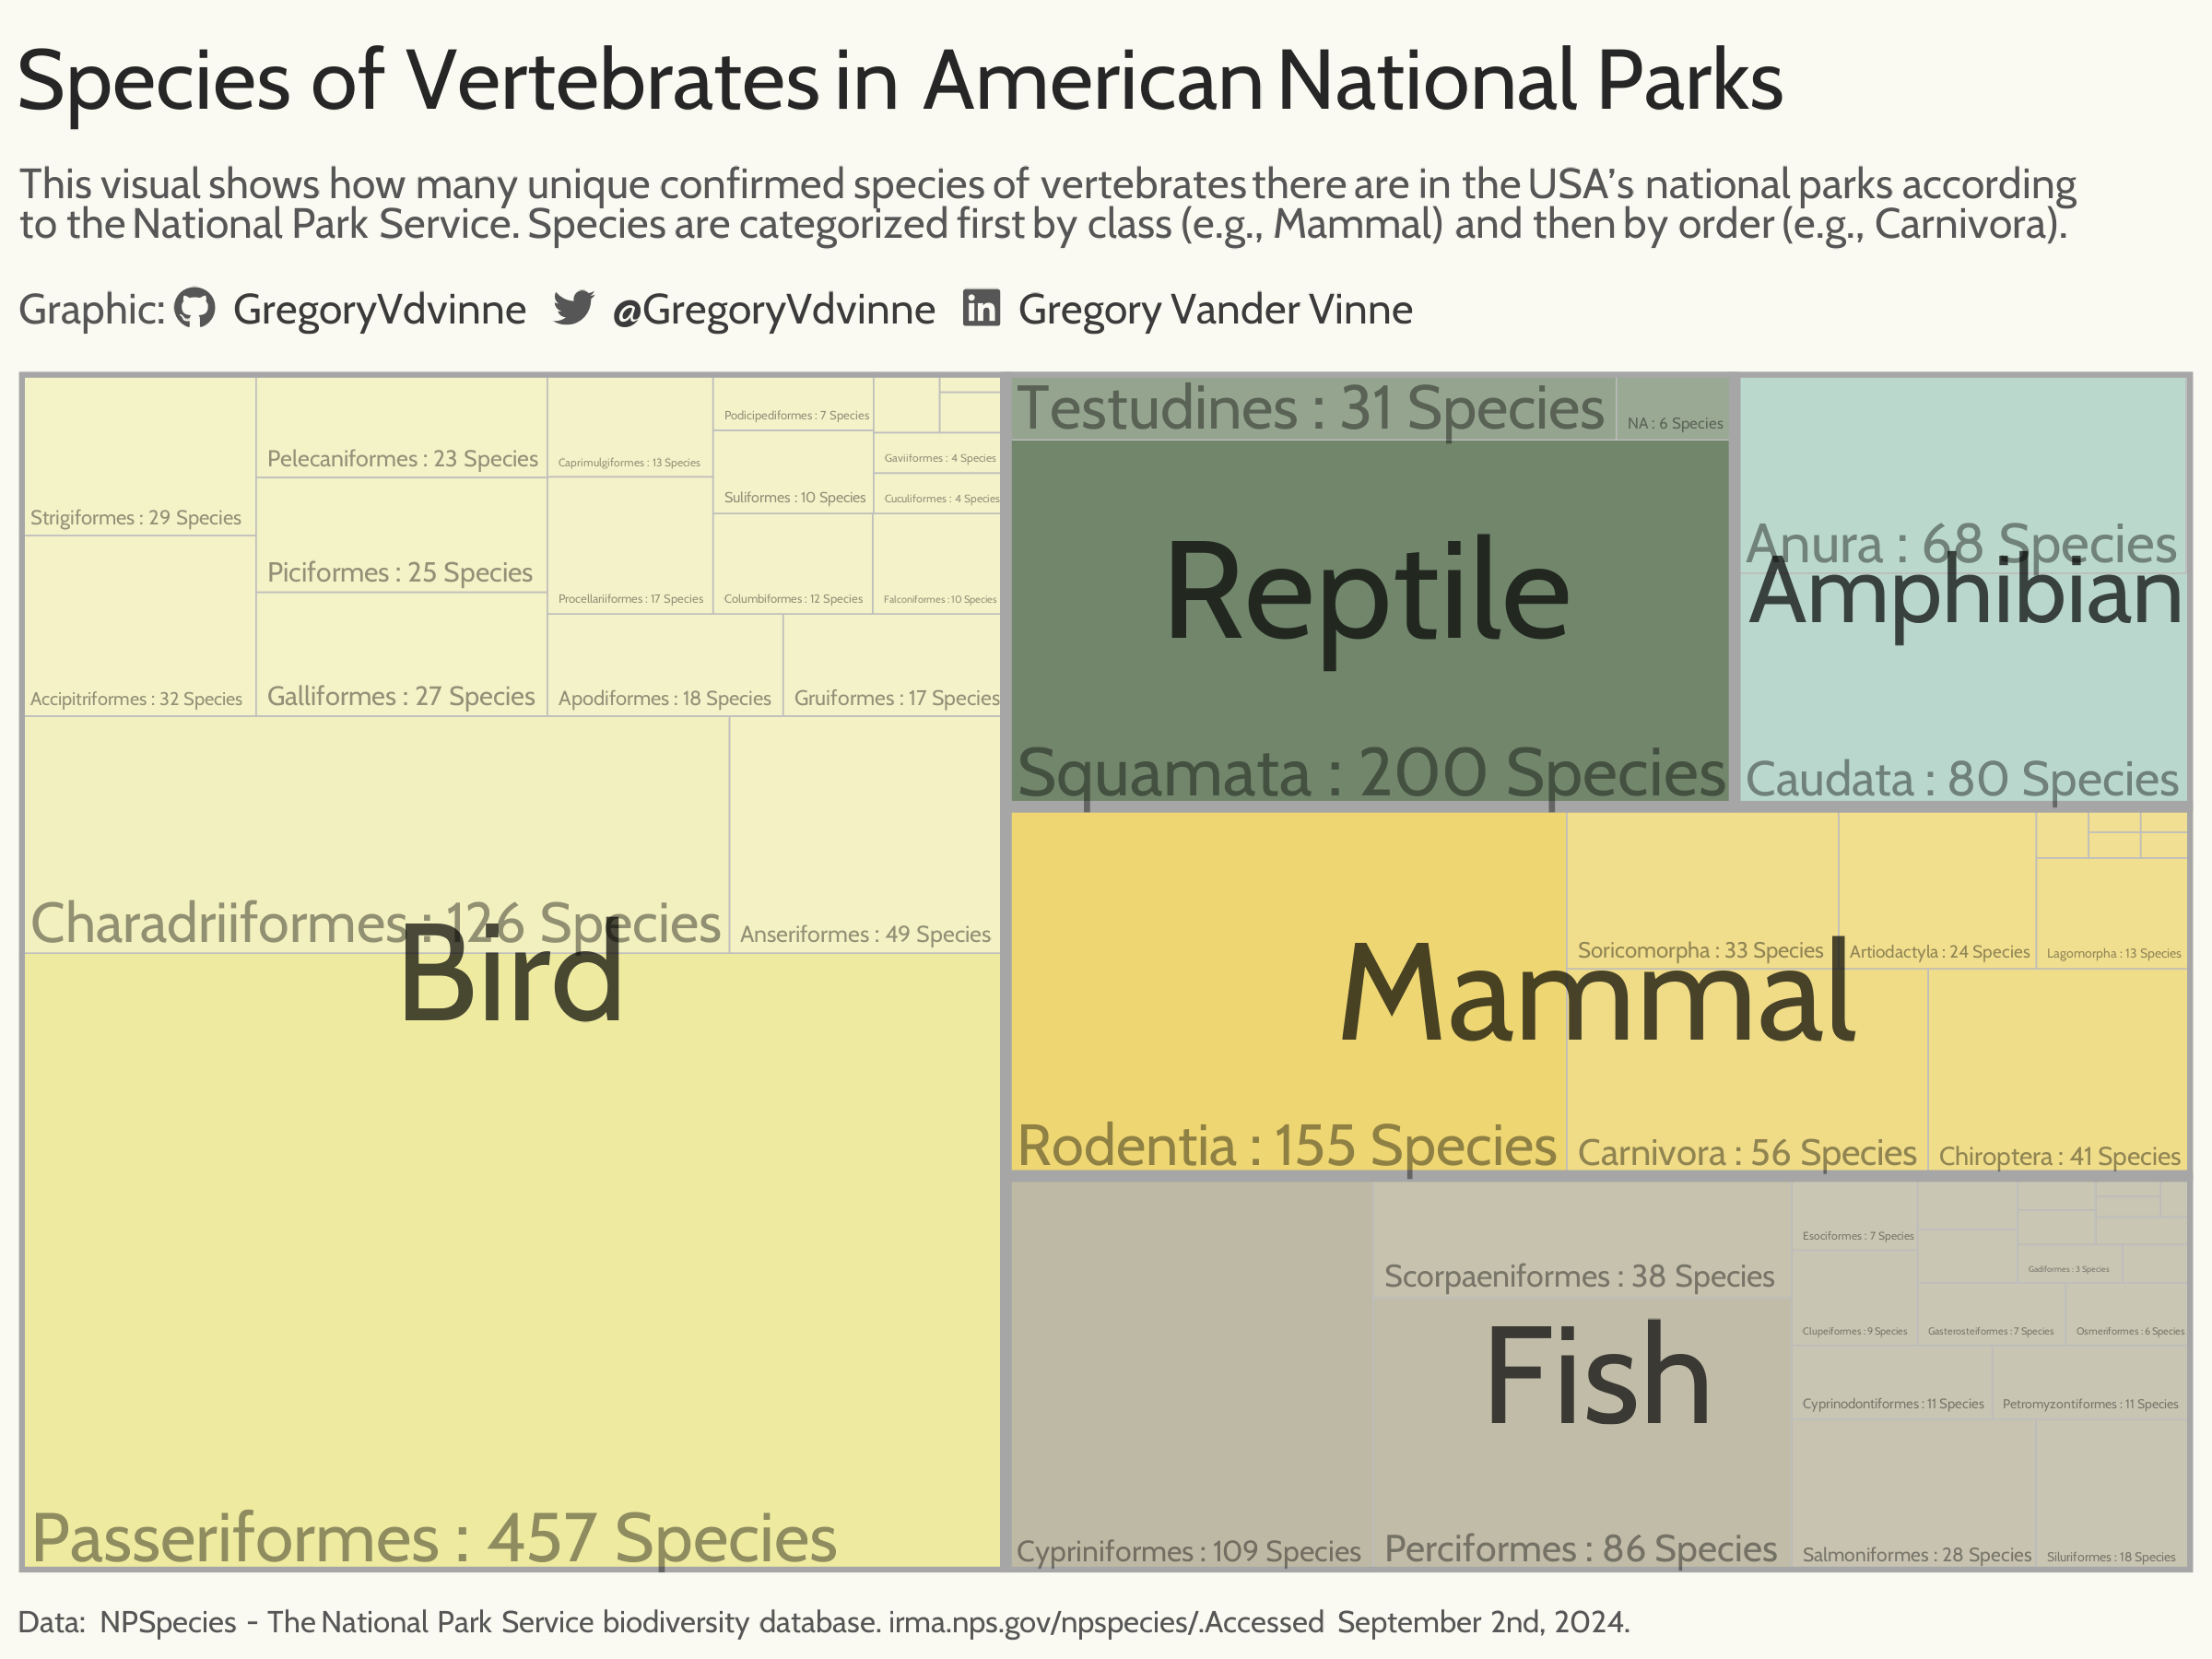 Species of Vertebrates in American National Parks
This visual shows how many unique confirmed species of vertebrates there are in the USA’s national parks according
to the National Park Service. Species are categorized first by class (e.g., Mammal) and then by order (e.g., Carnivora).
Graphic: GregoryVdvinne @GregoryVdvinne Gregory Vander Vinne
Strigiformes : 29 Species
Accipitriformes : 32 Species
Pelecaniformes : 23 Species
Piciformes : 25 Species
Galliformes : 27 Species
Caprimulgiformes : 13 Species
Procellariiformes : 17 Species
Podicipediformes : 7 Species
Suliformes : 10 Species
Columbiformes : 12 Species
Gaviiformes : 4 Species
Cuculiformes : 4 Species
Falconiformes : 10 Species
Apodiformes : 18 Species
Gruiformes : 17 Species
Charadriiformes : 126 Species
Anseriformes : 49 Species
Bird
Passeriformes : 457 Species
Testudines : 31 Species
NA : 6 Species
Reptile
Squamata : 200 Species
Anura : 68 Species
Amphibian
Caudata : 80 Species
Soricomorpha : 33 Species
Artiodactyla : 24 Species
Lagomorpha : 13 Species
Mammal
Rodentia : 155 Species
Carnivora : 56 Species
Chiroptera : 41 Species
Scorpaeniformes : 38 Species
Fish
Cypriniformes : 109 Species
Perciformes : 86 Species
Esociformes : 7 Species
Gadiformes : 3 Species
Clupeiformes : 9 Species
Gasterosteiformes : 7 Species
Osmeriformes : 6 Species
Cyprinodontiformes : 11 Species
Petromyzontiformes : 11 Species
Salmoniformes : 28 Species
Siluriformes : 18 Species
Data: NPSpecies - The National Park Service biodiversity database. irma.nps.gov/npspecies/.Accessed September 2nd, 2024.